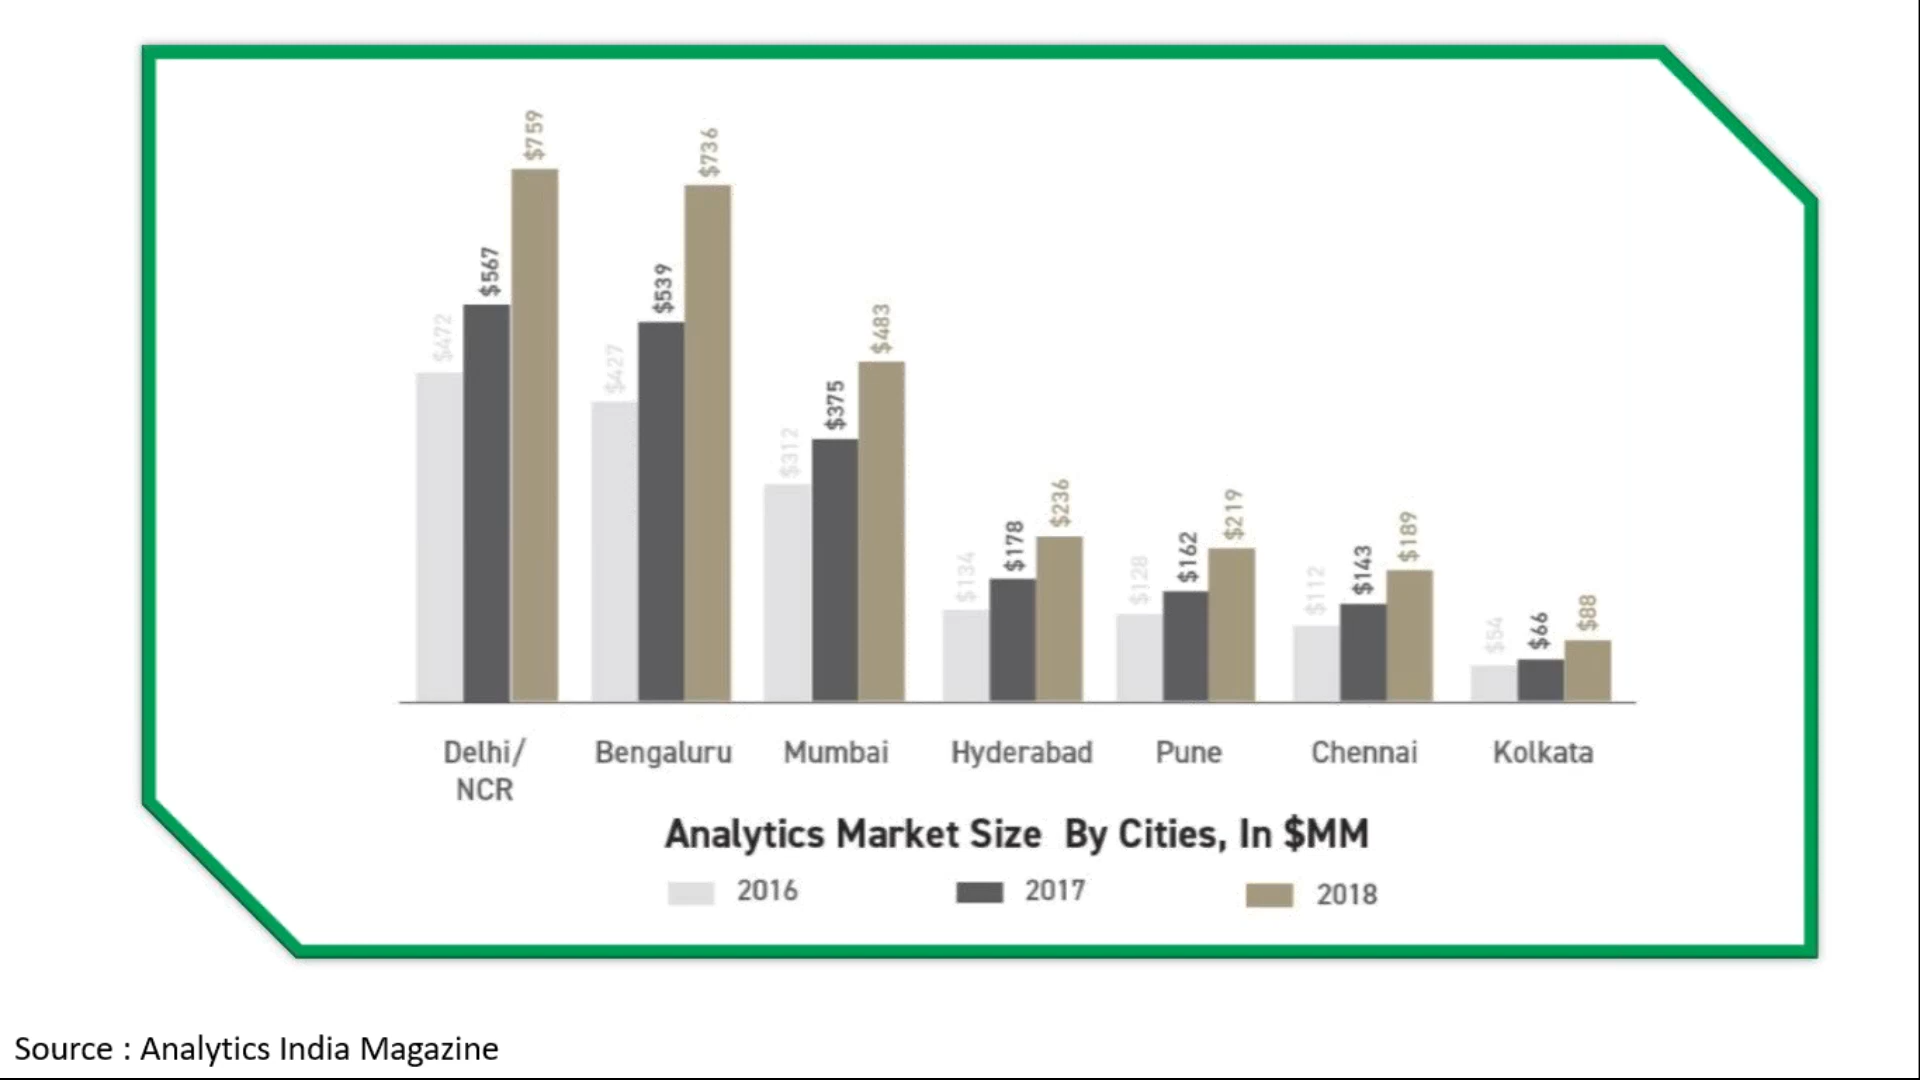 $472 $567 $759
$427 $539 $736
$312 $375 $483
$134 $178 $236
$128 $162 $219
$112 $143 $189
$54 $66 $88
Delhi/
NCR
Bengaluru
Mumbai
Hyderabad
Pune
Chennai
Kolkata
Analytics Market Size By Cities, In $MM
2016 2017 2018
Source : Analytics India Magazine